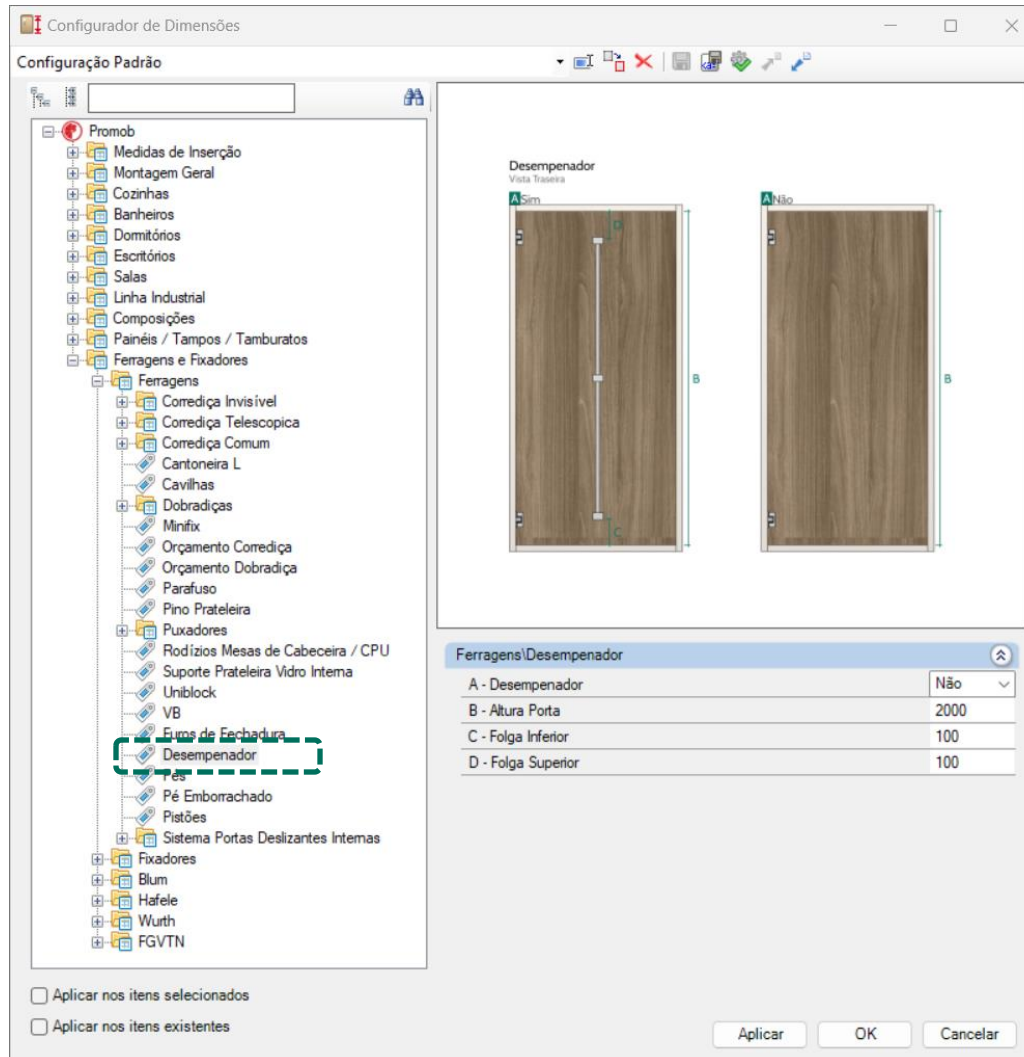 Configurador de Dimensões
Configuração Padrão
Promob
Medidas de Inserção
Montagem Geral
Cozinhas
Banheiros
Dormitórios
Escritórios
Salas
Linha Industrial
Composições
Painéis / Tampos / Tamburatos
Ferragens e Fixadores
Ferragens
Corrediça Invisível
Corrediça Telescopica
Corrediça Comum
Cantoneira L
Cavilhas
Dobradiças
Minifix
Orçamento Corrediça
Orçamento Dobradiça
Parafuso
Pino Prateleira
Puxadores
Rodízios Mesas de Cabeceira / CPU
Suporte Prateleira Vidro Interna
Uniblock
VB
Furos de Fechadura
Desempenador
Pés
Pé Emborrachado
Pistões
Sistema Portas Deslizantes Internas
Fixadores
Blum
Hafele
Wurth
FGVTN
Desempenador
Vista Traseira
A Sim
A Não
D
B
B
C
Ferragens\Desempenador
A - Desempenador Não
B - Altura Porta 2000
C - Folga Inferior 100
D - Folga Superior 100
Aplicar nos itens selecionados
Aplicar nos itens existentes
Aplicar OK Cancelar